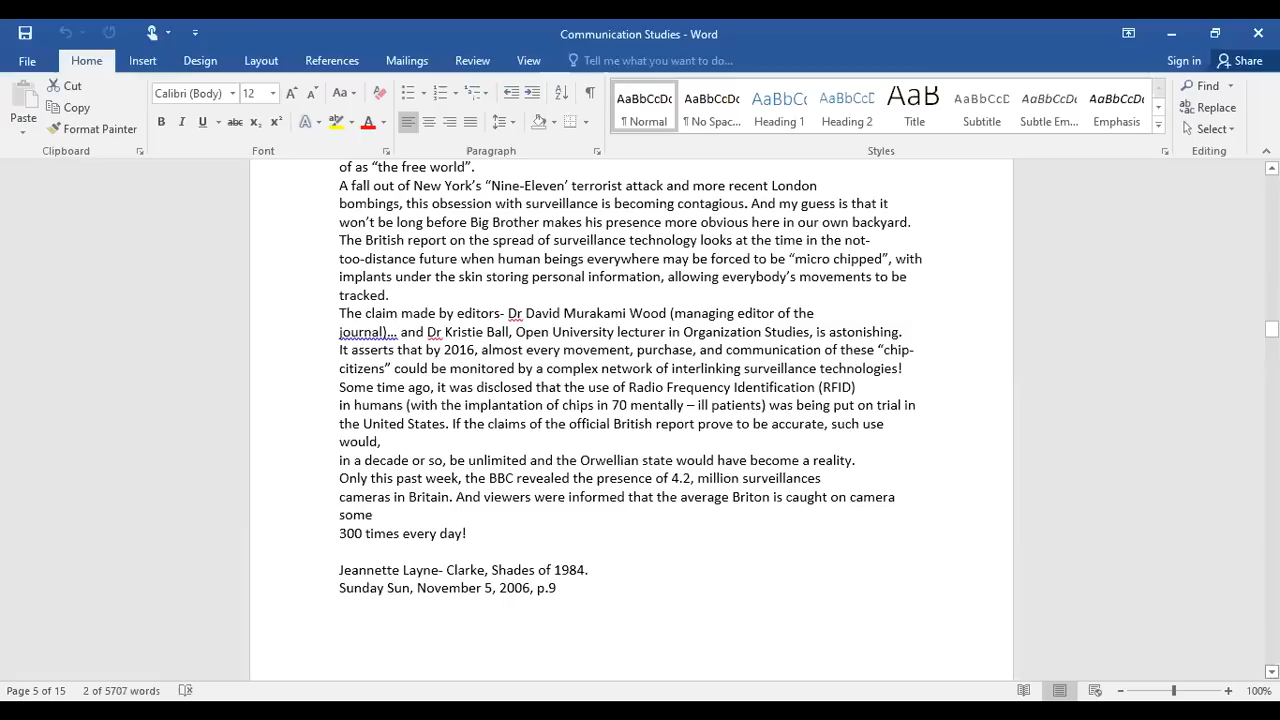 Communication Studies - Word
File Home Insert Design Layout References Mailings Review View Tell me what you want to do... Sign in Share
Cut
Copy
Format Painter
Paste
Calibri (Body) 12
Clipboard Font Paragraph Styles Editing
AaBbCcDc AaBbCcDc AaBbCc AaBbCcD AaB AaBbCcD AaBbCcDc AaBbCcDc
¶ Normal ¶ No Spac... Heading 1 Heading 2 Title Subtitle Subtle Em... Emphasis
Find
Replace
Select
of as “the free world”.
A fall out of New York’s “Nine-Eleven’ terrorist attack and more recent London
bombings, this obsession with surveillance is becoming contagious. And my guess is that it
won’t be long before Big Brother makes his presence more obvious here in our own backyard.
The British report on the spread of surveillance technology looks at the time in the not-
too-distance future when human beings everywhere may be forced to be “micro chipped”, with
implants under the skin storing personal information, allowing everybody’s movements to be
tracked.
The claim made by editors- Dr David Murakami Wood (managing editor of the
journal)... and Dr Kristie Ball, Open University lecturer in Organization Studies, is astonishing.
It asserts that by 2016, almost every movement, purchase, and communication of these “chip-
citizens” could be monitored by a complex network of interlinking surveillance technologies!
Some time ago, it was disclosed that the use of Radio Frequency Identification (RFID)
in humans (with the implantation of chips in 70 mentally – ill patients) was being put on trial in
the United States. If the claims of the official British report prove to be accurate, such use
would,
in a decade or so, be unlimited and the Orwellian state would have become a reality.
Only this past week, the BBC revealed the presence of 4.2, million surveillances
cameras in Britain. And viewers were informed that the average Briton is caught on camera
some
300 times every day!
Jeannette Layne- Clarke, Shades of 1984.
Sunday Sun, November 5, 2006, p.9
Page 5 of 15 2 of 5707 words 100%